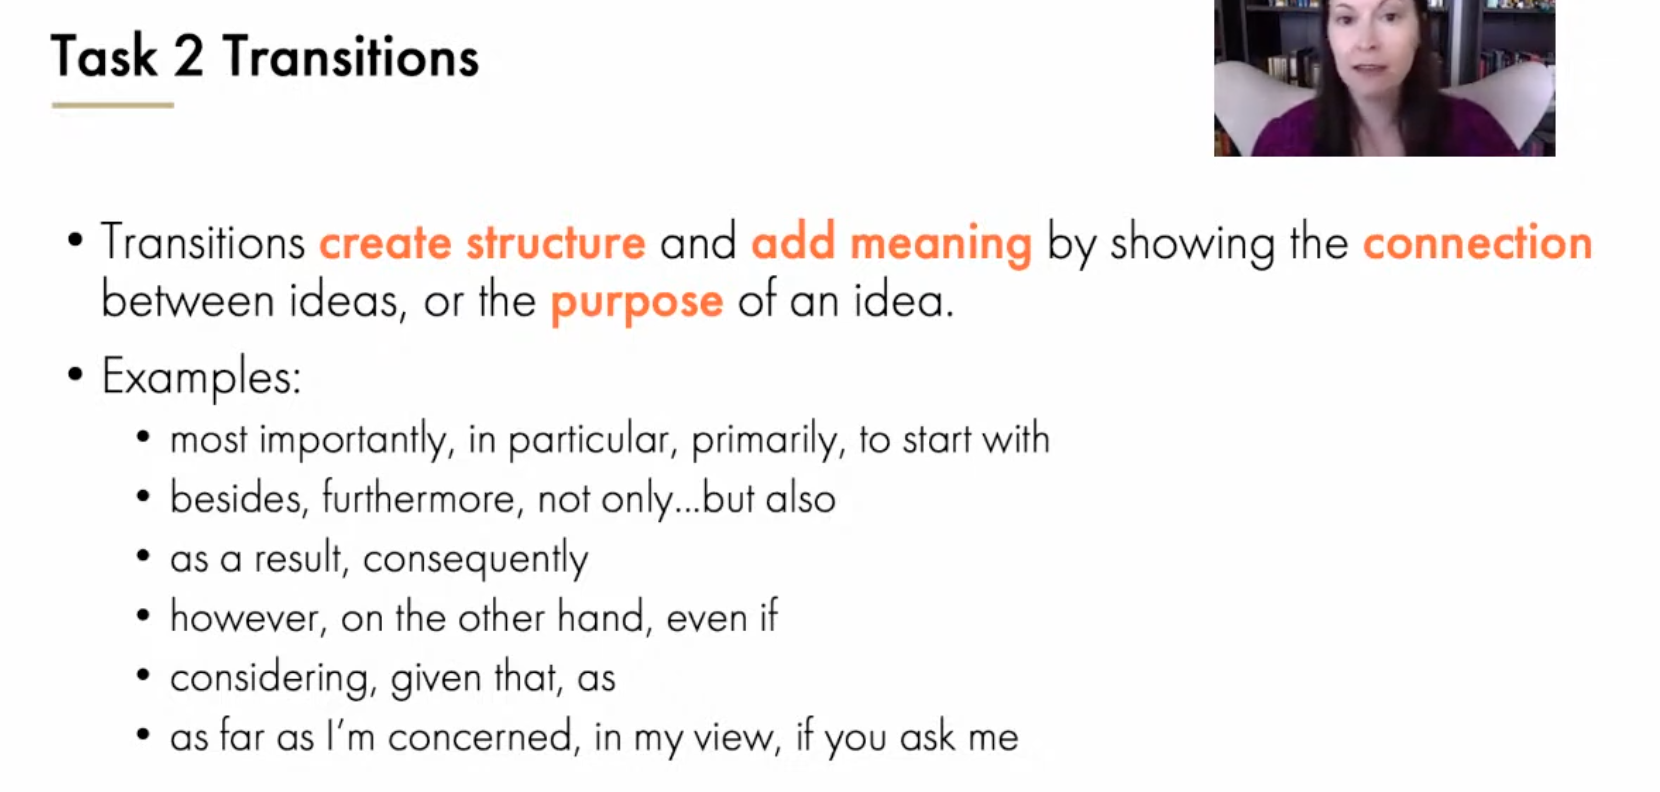 Task 2 Transitions
• Transitions create structure and add meaning by showing the connection
between ideas, or the purpose of an idea.
• Examples:
• most importantly, in particular, primarily, to start with
• besides, furthermore, not only...but also
• as a result, consequently
• however, on the other hand, even if
• considering, given that, as
• as far as I'm concerned, in my view, if you ask me